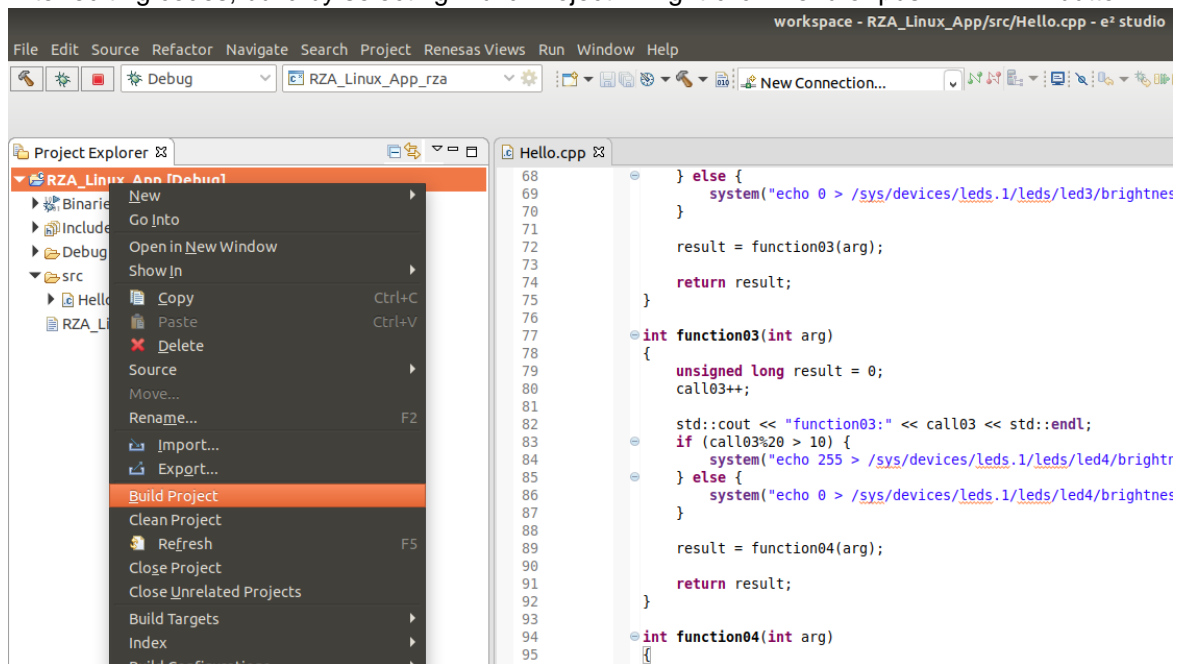 workspace - RZA_Linux_App/src/Hello.cpp - e² studio
File Edit Source Refactor Navigate Search Project Renesas Views Run Window Help
Debug RZA_Linux_App_rza New Connection...
Project Explorer
RZA_Linux_App [Debug]
Binarie
Include
Debug
src
Hello
RZA_Li
New
Go Into
Open in New Window
Show In
Copy Ctrl+C
Paste Ctrl+V
Delete
Source
Move...
Rename... F2
Import...
Export...
Build Project
Clean Project
Refresh F5
Close Project
Close Unrelated Projects
Build Targets
Index
Hello.cpp
68 } else {
69 system("echo 0 > /sys/devices/leds.1/leds/led3/brightnes
70 }
71
72 result = function03(arg);
73
74 return result;
75 }
76
77 int function03(int arg)
78 {
79 unsigned long result = 0;
80 call03++;
81
82 std::cout << "function03:" << call03 << std::endl;
83 if (call03%20 > 10) {
84 system("echo 255 > /sys/devices/leds.1/leds/led4/brightn
85 } else {
86 system("echo 0 > /sys/devices/leds.1/leds/led4/brightnes
87 }
88
89 result = function04(arg);
90
91 return result;
92 }
93
94 int function04(int arg)
95 {